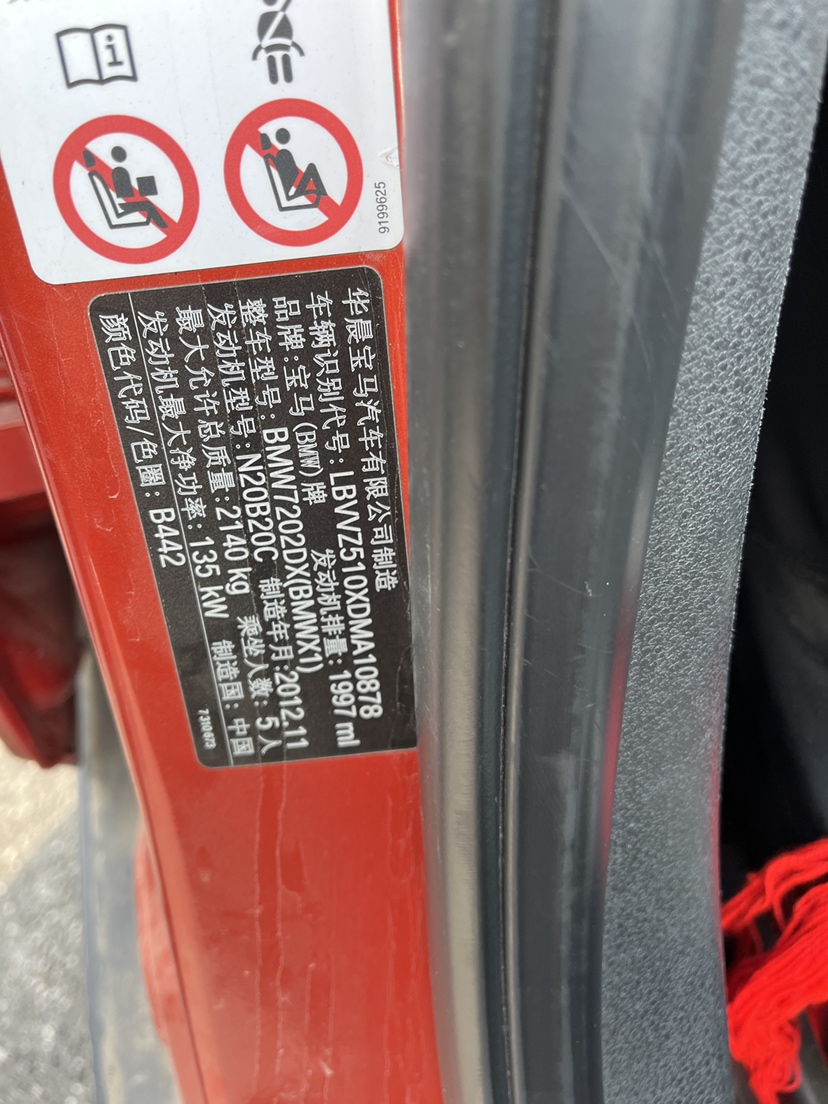 9199625
华晨宝马汽车有限公司制造
车辆识别代号: LBVVZ510XDMA10878
品牌: 宝马(BMW)牌 发动机排量: 1997 ml
整车型号: BMW7202DX(BMWX1)
发动机型号: N20B20C 制造年月: 2012.11
最大允许总质量: 2140 kg 乘坐人数: 5人
发动机最大净功率: 135 kW 制造国: 中国
颜色代码/色圈: B442
7 310 673